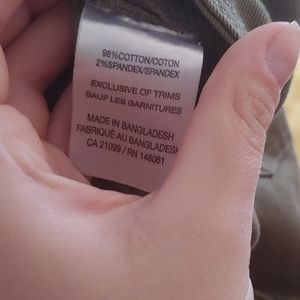 98%COTTON/COTON
2%SPANDEX/SPANDEX
EXCLUSIVE OF TRIMS
SAUF LES GARNITURES
MADE IN BANGLADESH
FABRIQUÉ AU BANGLADESH
CA 21099 / RN 148061